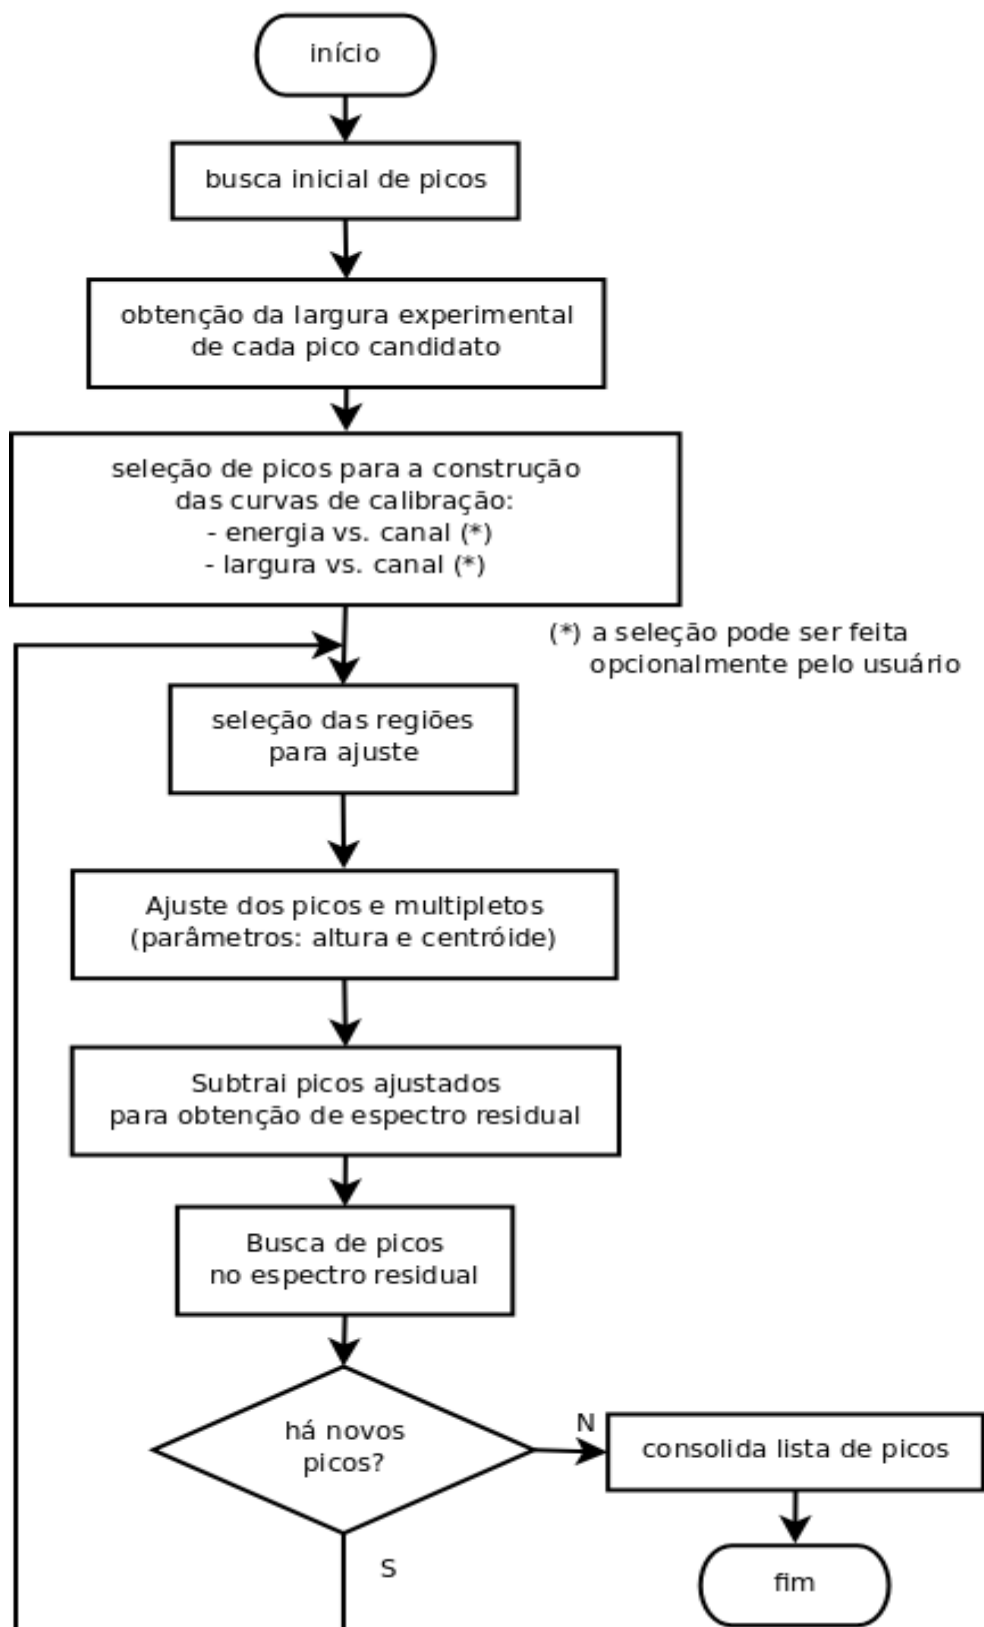 início
busca inicial de picos
obtenção da largura experimental
de cada pico candidato
seleção de picos para a construção
das curvas de calibração:
- energia vs. canal (*)
- largura vs. canal (*)
(*) a seleção pode ser feita
opcionalmente pelo usuário
seleção das regiões
para ajuste
Ajuste dos picos e multipletos
(parâmetros: altura e centróide)
Subtrai picos ajustados
para obtenção de espectro residual
Busca de picos
no espectro residual
há novos
picos?
N
consolida lista de picos
S
fim